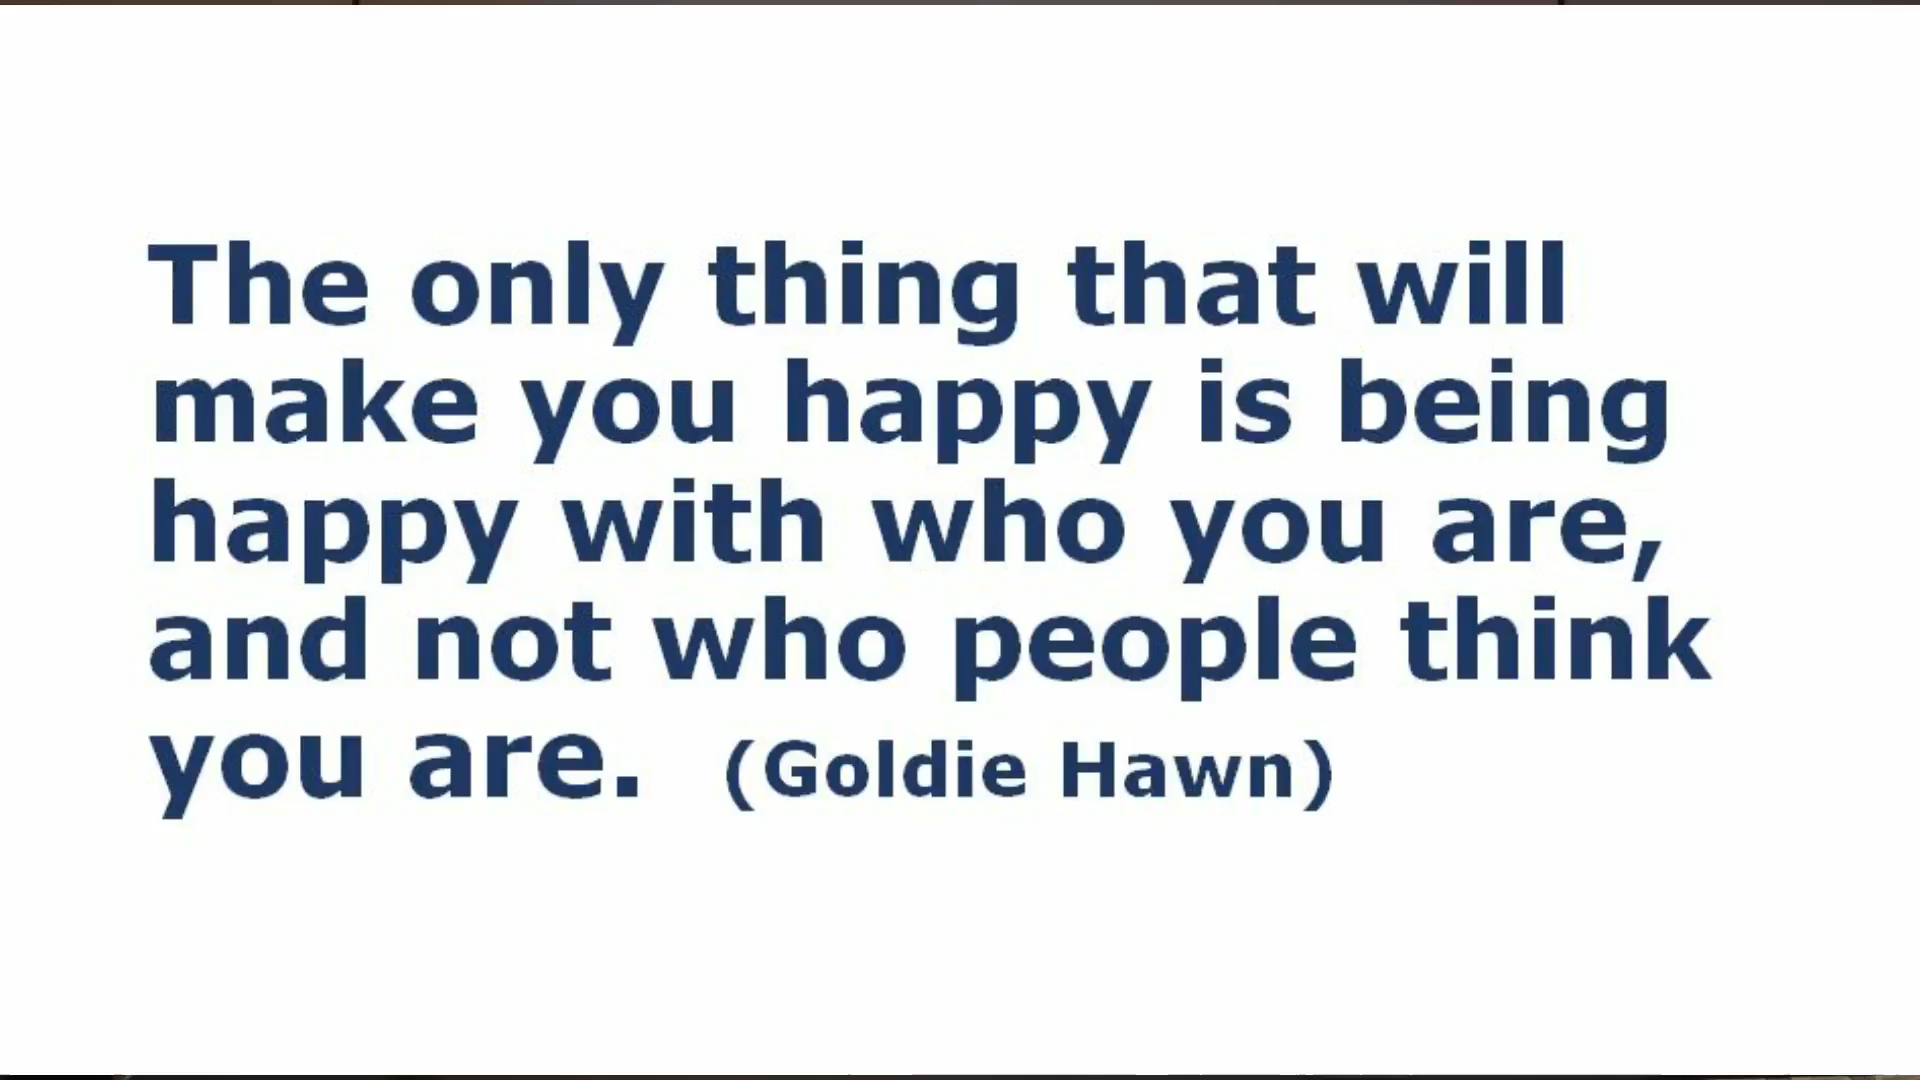 The only thing that will
make you happy is being
happy with who you are,
and not who people think
you are. (Goldie Hawn)